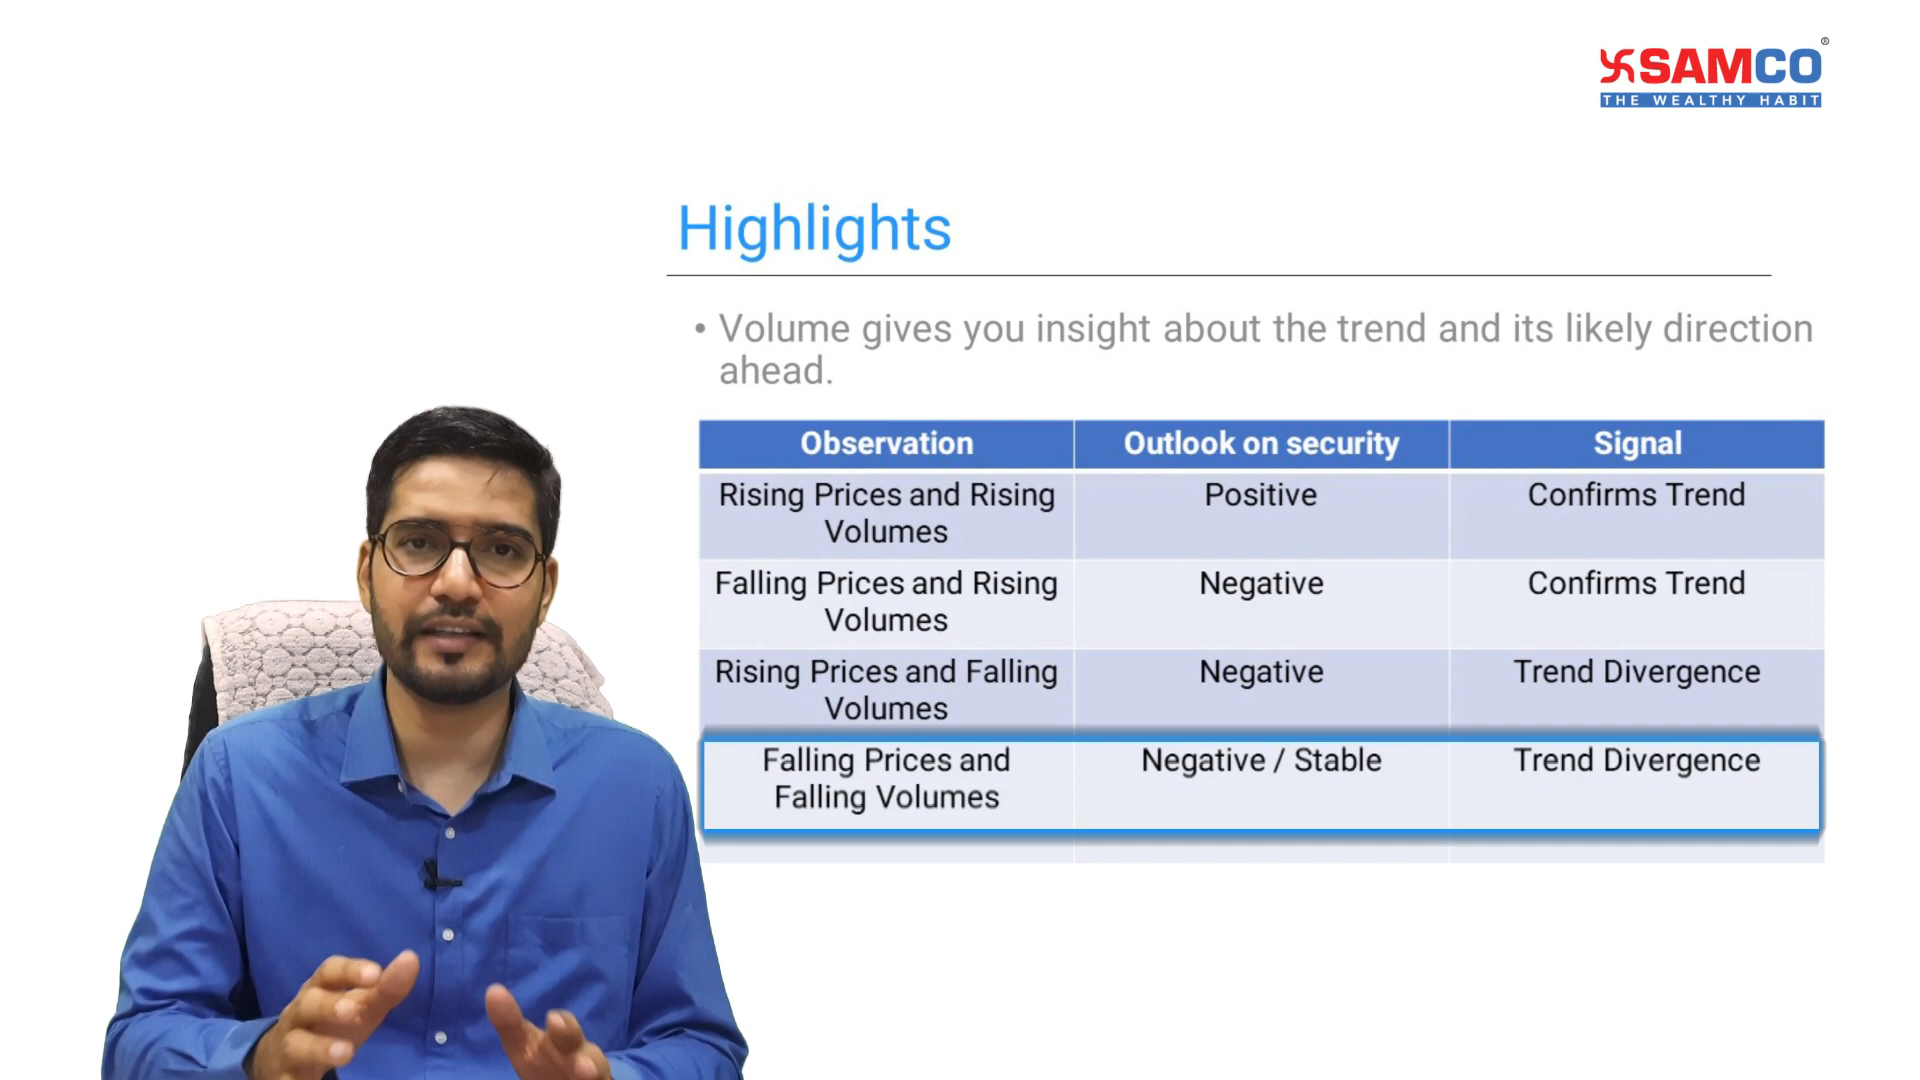 SAMCO®
THE WEALTHY HABIT
Highlights
• Volume gives you insight about the trend and its likely direction
ahead.
Observation Outlook on security Signal
Rising Prices and Rising Positive Confirms Trend
Volumes
Falling Prices and Rising Negative Confirms Trend
Volumes
Rising Prices and Falling Negative Trend Divergence
Volumes
Falling Prices and Negative / Stable Trend Divergence
Falling Volumes